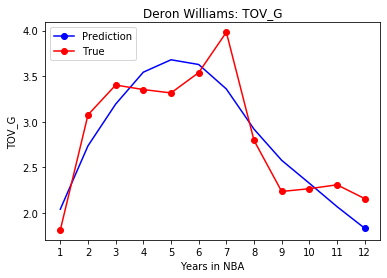 Deron Williams: TOV_G
Prediction
True
4.0
3.5
3.0
2.5
2.0
TOV_G
1 2 3 4 5 6 7 8 9 10 11 12
Years in NBA